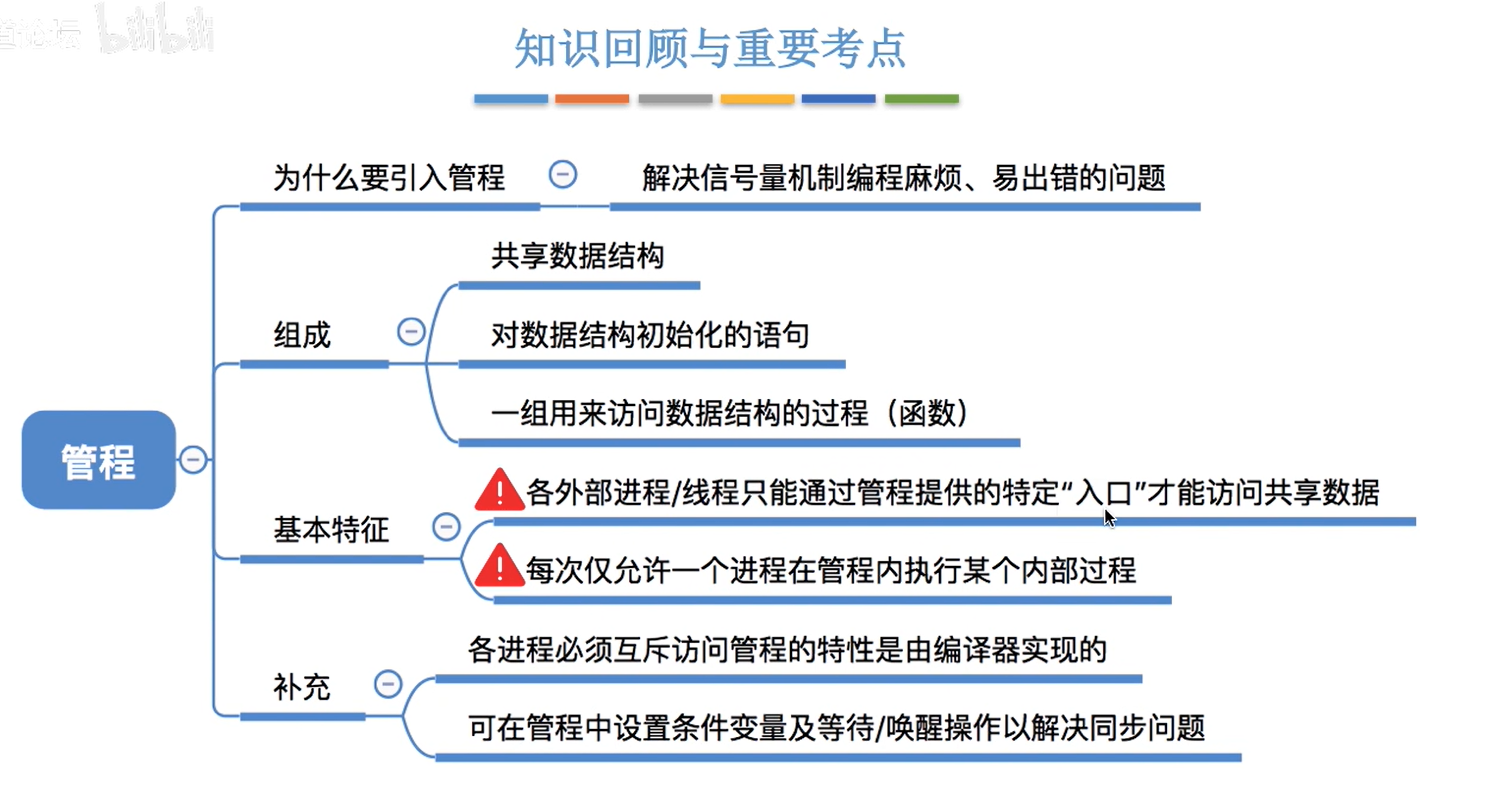 道论坛 bilibili
知识回顾与重要考点
为什么要引入管程
解决信号量机制编程麻烦、易出错的问题
组成
共享数据结构
对数据结构初始化的语句
一组用来访问数据结构的过程（函数）
管程
基本特征
各外部进程/线程只能通过管程提供的特定“入口”才能访问共享数据
每次仅允许一个进程在管程内执行某个内部过程
补充
各进程必须互斥访问管程的特性是由编译器实现的
可在管程中设置条件变量及等待/唤醒操作以解决同步问题